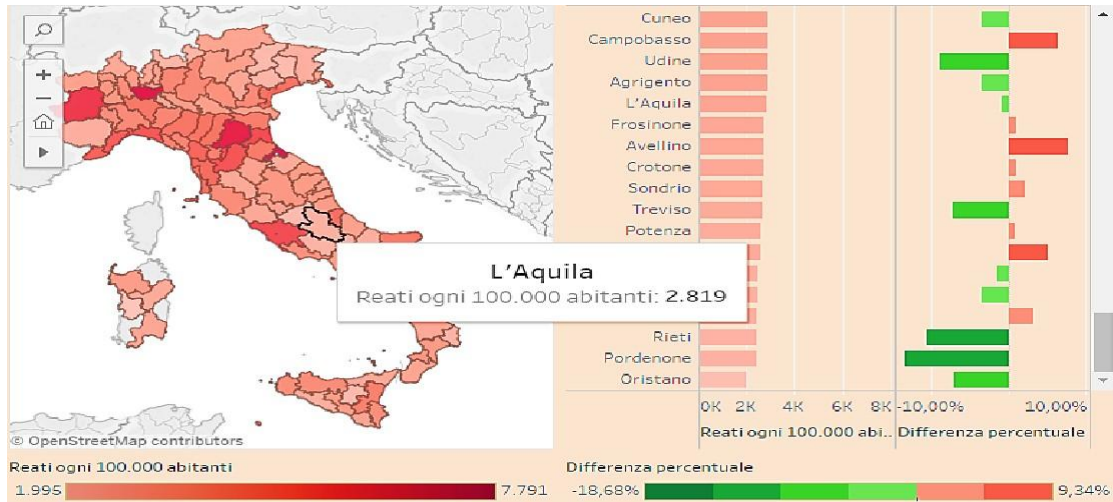 Cuneo
Campobasso
Udine
Agrigento
L'Aquila
Frosinone
Avellino
Crotone
Sondrio
Treviso
Potenza
L'Aquila
Reati ogni 100.000 abitanti: 2.819
Rieti
Pordenone
Oristano
0K 2K 4K 6K 8K -10,00% 10,00%
Reati ogni 100.000 abi.. Differenza percentuale
© OpenStreetMap contributors
Reati ogni 100.000 abitanti
1.995 7.791
Differenza percentuale
-18,68% 9,34%